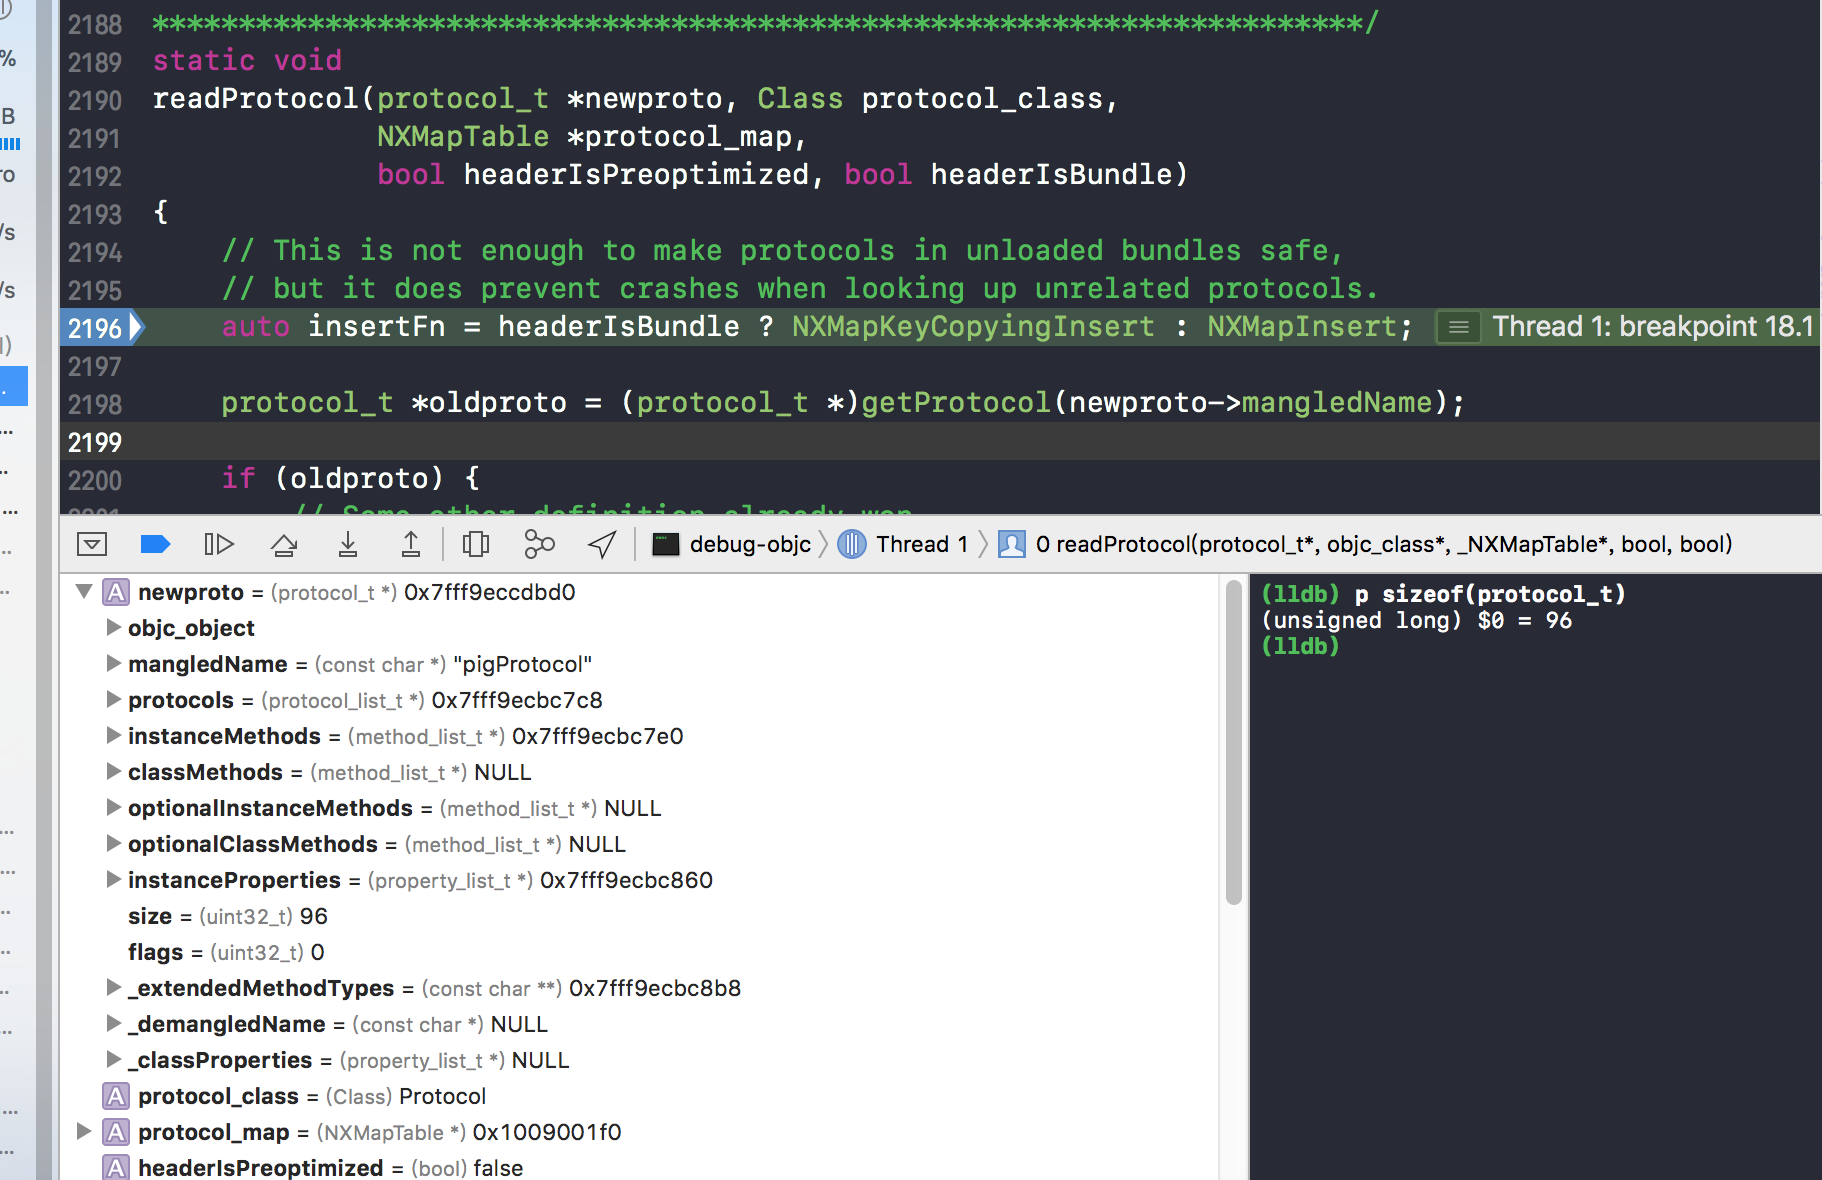 2188 ***********************************************************************/
2189 static void
2190 readProtocol(protocol_t *newproto, Class protocol_class,
2191 NXMapTable *protocol_map,
2192 bool headerIsPreoptimized, bool headerIsBundle)
2193 {
2194 // This is not enough to make protocols in unloaded bundles safe,
2195 // but it does prevent crashes when looking up unrelated protocols.
2196 auto insertFn = headerIsBundle ? NXMapKeyCopyingInsert : NXMapInsert; Thread 1: breakpoint 18.1
2197
2198 protocol_t *oldproto = (protocol_t *)getProtocol(newproto->mangledName);
2199
2200 if (oldproto) {
// Some other definition already won
debug-objc Thread 1 0 readProtocol(protocol_t*, objc_class*, _NXMapTable*, bool, bool)
A newproto = (protocol_t *) 0x7fff9eccdbd0
objc_object
mangledName = (const char *) "pigProtocol"
protocols = (protocol_list_t *) 0x7fff9ecbc7c8
instanceMethods = (method_list_t *) 0x7fff9ecbc7e0
classMethods = (method_list_t *) NULL
optionalInstanceMethods = (method_list_t *) NULL
optionalClassMethods = (method_list_t *) NULL
instanceProperties = (property_list_t *) 0x7fff9ecbc860
size = (uint32_t) 96
flags = (uint32_t) 0
_extendedMethodTypes = (const char **) 0x7fff9ecbc8b8
_demangledName = (const char *) NULL
_classProperties = (property_list_t *) NULL
A protocol_class = (Class) Protocol
A protocol_map = (NXMapTable *) 0x1009001f0
A headerIsPreoptimized = (bool) false
(lldb) p sizeof(protocol_t)
(unsigned long) $0 = 96
(lldb)